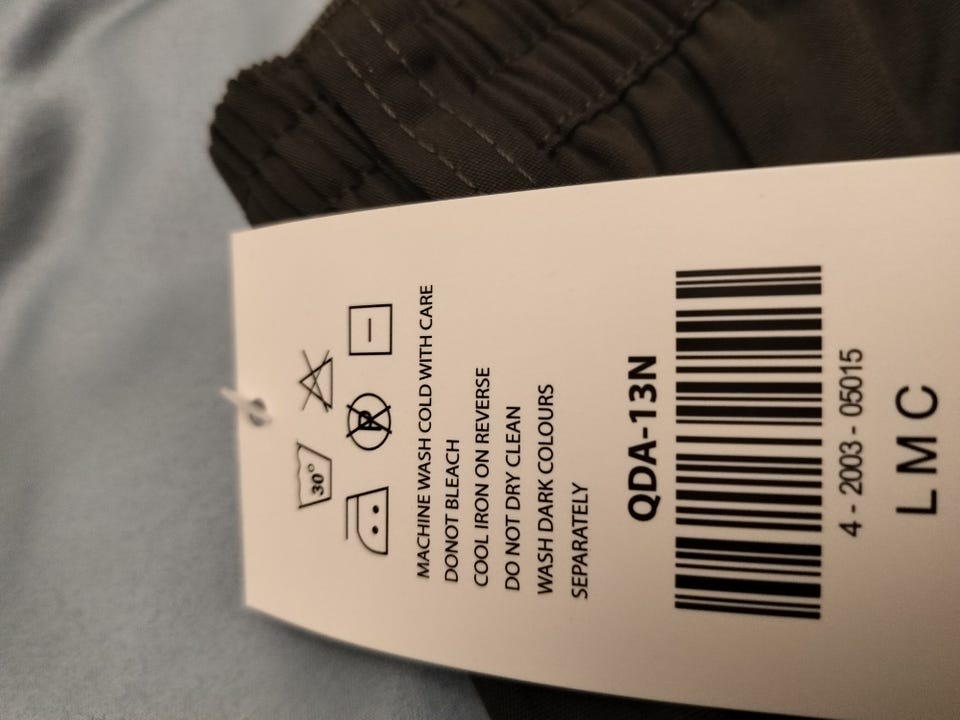 30°
P
MACHINE WASH COLD WITH CARE
DONOT BLEACH
COOL IRON ON REVERSE
DO NOT DRY CLEAN
WASH DARK COLOURS
SEPARATELY
QDA-13N
4 - 2003 - 05015
L M C